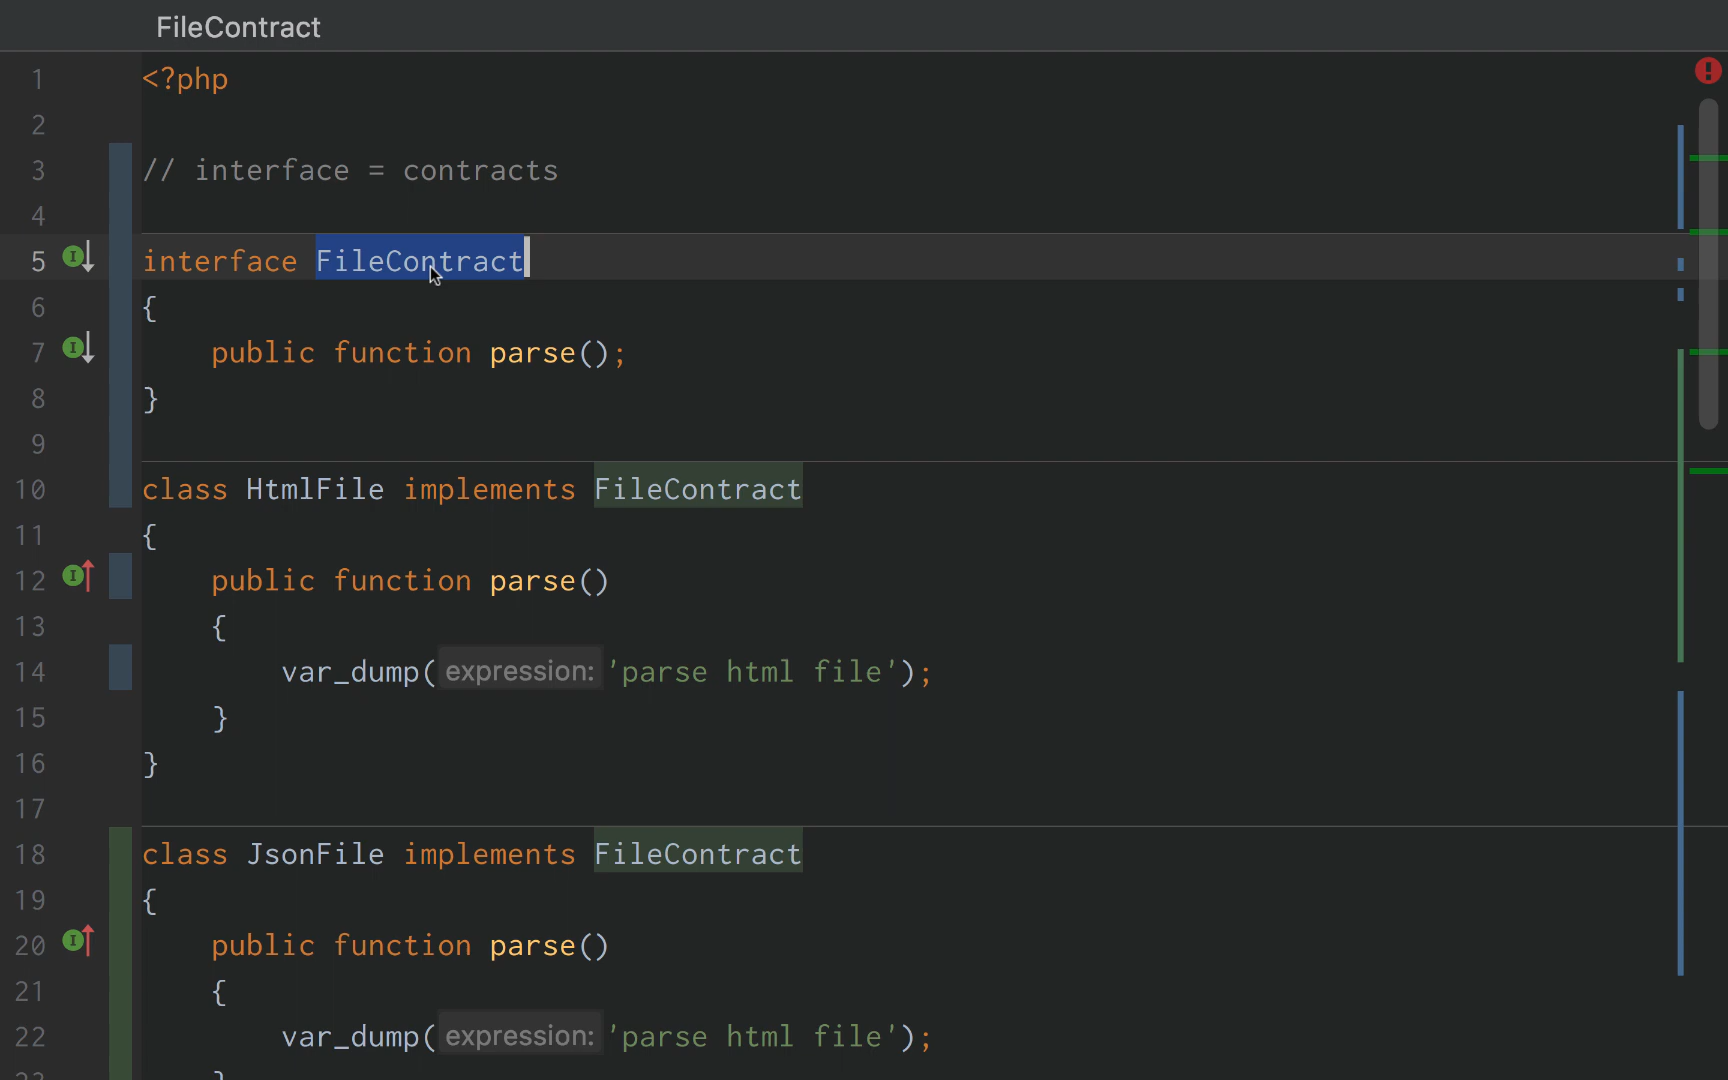 FileContract
1 <?php
2
3 // interface = contracts
4
5 interface FileContract
6 {
7 public function parse();
8 }
9
10 class HtmlFile implements FileContract
11 {
12 public function parse()
13 {
14 var_dump( expression: 'parse html file');
15 }
16 }
17
18 class JsonFile implements FileContract
19 {
20 public function parse()
21 {
22 var_dump( expression: 'parse html file');
23 }